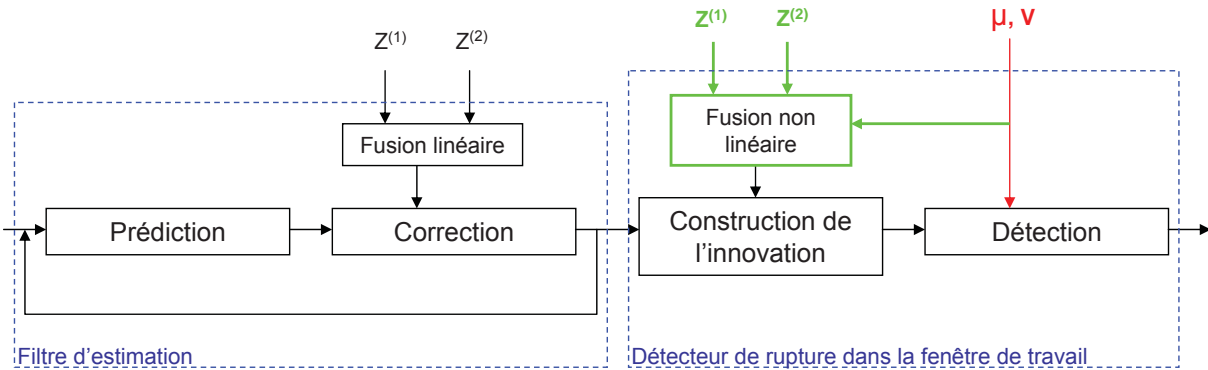 Z(1) Z(2)
Z(1) Z(2) μ, v
Fusion linéaire
Fusion non
linéaire
Prédiction
Correction
Construction de
l'innovation
Détection
Filtre d'estimation
Détecteur de rupture dans la fenêtre de travail